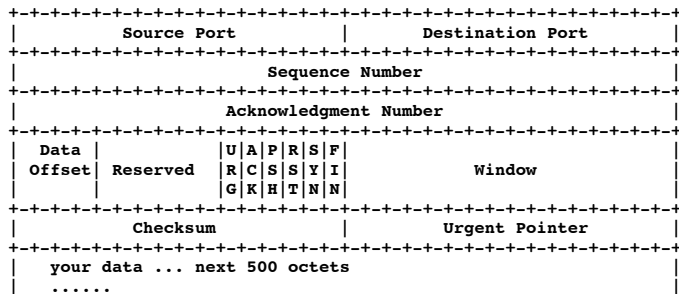 +-+-+-+-+-+-+-+-+-+-+-+-+-+-+-+-+-+-+-+-+-+-+-+-+-+-+-+-+-+-+-+-+
|          Source Port          |       Destination Port        |
+-+-+-+-+-+-+-+-+-+-+-+-+-+-+-+-+-+-+-+-+-+-+-+-+-+-+-+-+-+-+-+-+
|                        Sequence Number                        |
+-+-+-+-+-+-+-+-+-+-+-+-+-+-+-+-+-+-+-+-+-+-+-+-+-+-+-+-+-+-+-+-+
|                    Acknowledgment Number                      |
+-+-+-+-+-+-+-+-+-+-+-+-+-+-+-+-+-+-+-+-+-+-+-+-+-+-+-+-+-+-+-+-+
|  Data |           |U|A|P|R|S|F|                               |
| Offset| Reserved  |R|C|S|S|Y|I|            Window             |
|       |           |G|K|H|T|N|N|                               |
+-+-+-+-+-+-+-+-+-+-+-+-+-+-+-+-+-+-+-+-+-+-+-+-+-+-+-+-+-+-+-+-+
|           Checksum            |         Urgent Pointer        |
+-+-+-+-+-+-+-+-+-+-+-+-+-+-+-+-+-+-+-+-+-+-+-+-+-+-+-+-+-+-+-+-+
|   your data ... next 500 octets                               |
|   ......                                                      |